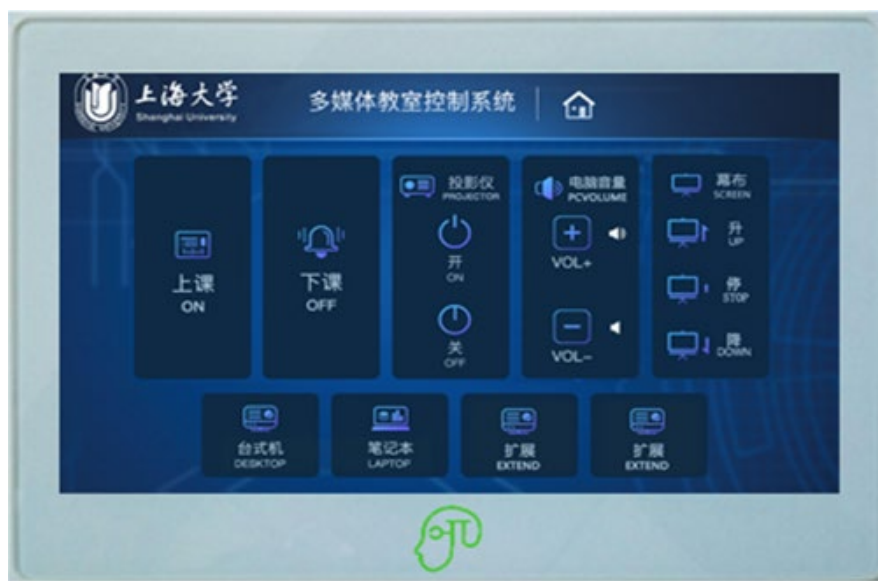 上海大学
Shanghai University
多媒体教室控制系统
上课
ON
下课
OFF
投影仪
PROJECTOR
开
ON
关
OFF
电脑音量
PCVOLUME
VOL+
VOL-
幕布
SCREEN
升
UP
停
STOP
降
DOWN
台式机
DESKTOP
笔记本
LAPTOP
扩展
EXTEND
扩展
EXTEND